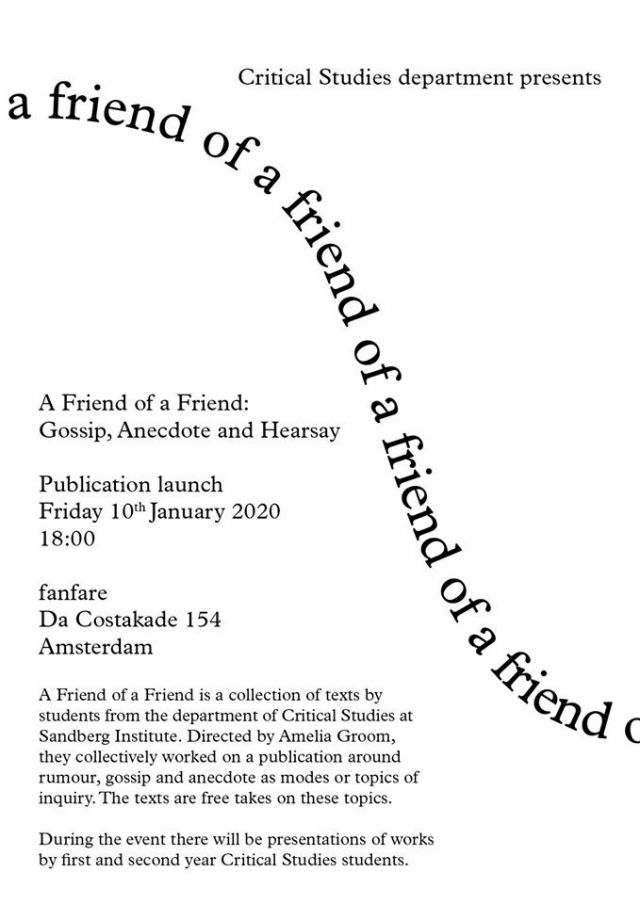 Critical Studies department presents
a friend of a friend of a friend of a friend o
A Friend of a Friend:
Gossip, Anecdote and Hearsay
Publication launch
Friday 10th January 2020
18:00
fanfare
Da Costakade 154
Amsterdam
A Friend of a Friend is a collection of texts by
students from the department of Critical Studies at
Sandberg Institute. Directed by Amelia Groom,
they collectively worked on a publication around
rumour, gossip and anecdote as modes or topics of
inquiry. The texts are free takes on these topics.
During the event there will be presentations of works
by first and second year Critical Studies students.